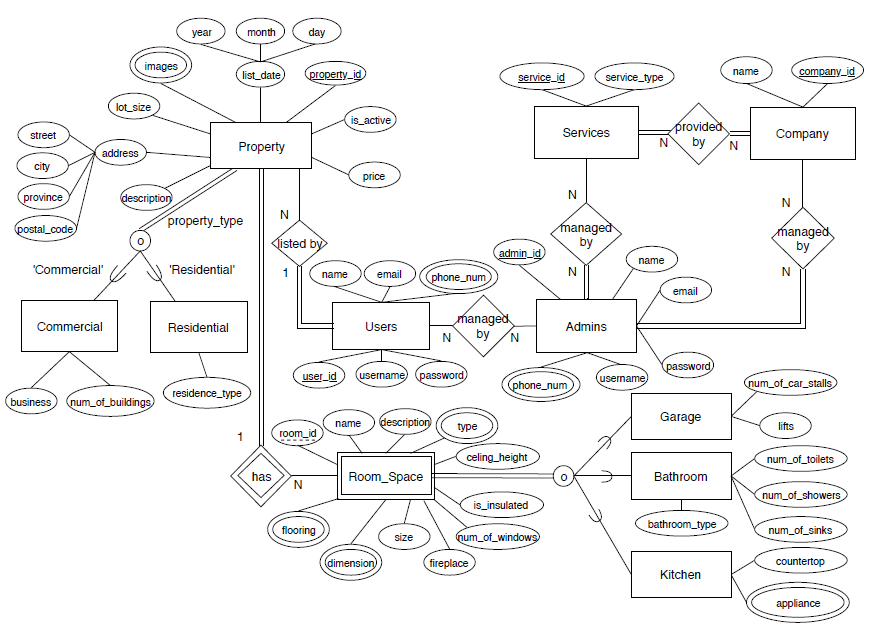 year
month
day
images
list_date
property_id
service_id
service_type
name
company_id
lot_size
is_active
street
address
Property
Services
provided
by
N
N
Company
city
price
province
description
postal_code
property_type
N
N
N
o
listed by
managed
by
managed
by
'Commercial'
'Residential'
1
name
email
phone_num
admin_id
N
name
N
email
Commercial
Residential
Users
managed
by
N
N
Admins
business
num_of_buildings
residence_type
user_id
username
password
phone_num
username
password
num_of_car_stalls
Garage
lifts
1
room_id
name
description
type
celing_height
num_of_toilets
has
N
Room_Space
o
Bathroom
num_of_showers
is_insulated
flooring
size
num_of_windows
bathroom_type
num_of_sinks
dimension
fireplace
Kitchen
countertop
appliance